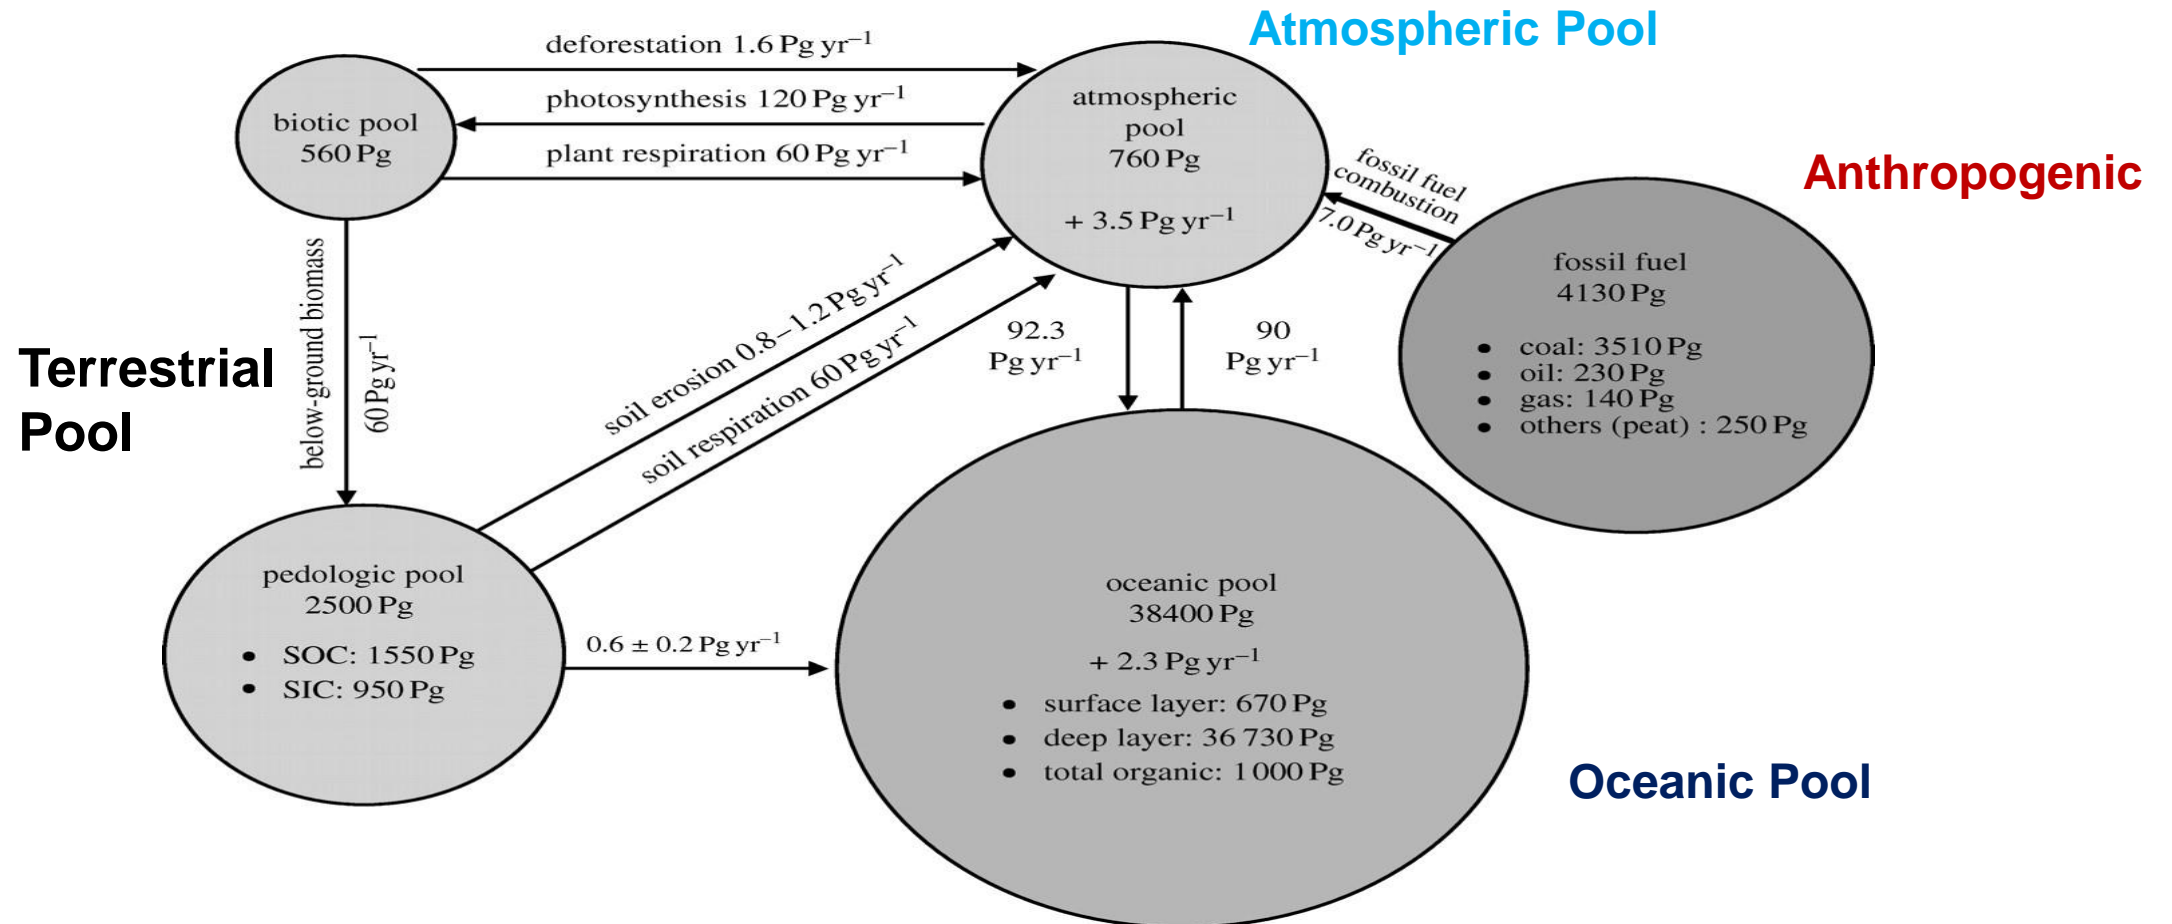 Atmospheric Pool
deforestation 1.6 Pg yr⁻¹
photosynthesis 120 Pg yr⁻¹
plant respiration 60 Pg yr⁻¹
biotic pool
560 Pg
atmospheric
pool
760 Pg
+ 3.5 Pg yr⁻¹
fossil fuel
combustion
7.0 Pg yr⁻¹
Anthropogenic
fossil fuel
4130 Pg
• coal: 3510 Pg
• oil: 230 Pg
• gas: 140 Pg
• others (peat) : 250 Pg
below-ground biomass
60 Pg yr⁻¹
Terrestrial
Pool
soil erosion 0.8–1.2 Pg yr⁻¹
soil respiration 60 Pg yr⁻¹
92.3
Pg yr⁻¹
90
Pg yr⁻¹
pedologic pool
2500 Pg
• SOC: 1550 Pg
• SIC: 950 Pg
0.6 ± 0.2 Pg yr⁻¹
oceanic pool
38400 Pg
+ 2.3 Pg yr⁻¹
• surface layer: 670 Pg
• deep layer: 36 730 Pg
• total organic: 1000 Pg
Oceanic Pool